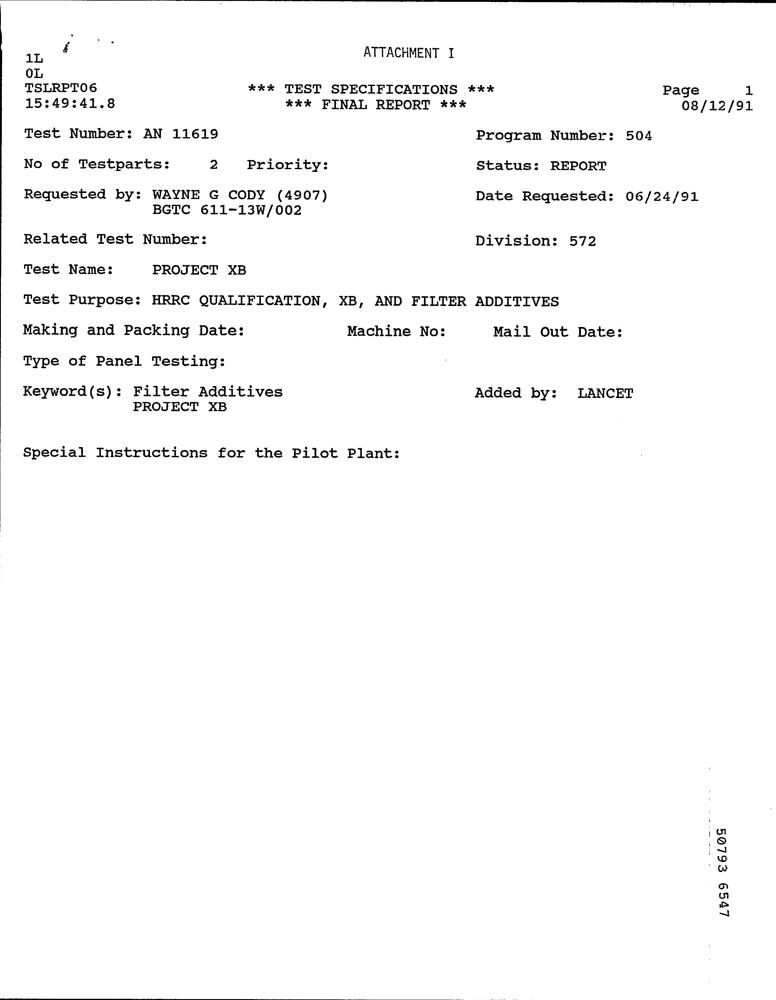 ATTACHMENT I
1L
0L
TSLRPT06 *** TEST SPECIFICATIONS *** Page 1
15:49:41.8 *** FINAL REPORT *** 08/12/91
Test Number: AN 11619 Program Number: 504
No of Testparts: 2 Priority: Status: REPORT
Requested by: WAYNE G CODY (4907) Date Requested: 06/24/91
BGTC 611-13W/002
Related Test Number: Division: 572
Test Name: PROJECT XB
Test Purpose: HRRC QUALIFICATION, XB, AND FILTER ADDITIVES
Making and Packing Date: Machine No: Mail Out Date:
Type of Panel Testing:
Keyword(s): Filter Additives Added by: LANCET
PROJECT XB
Special Instructions for the Pilot Plant:
50793 6547